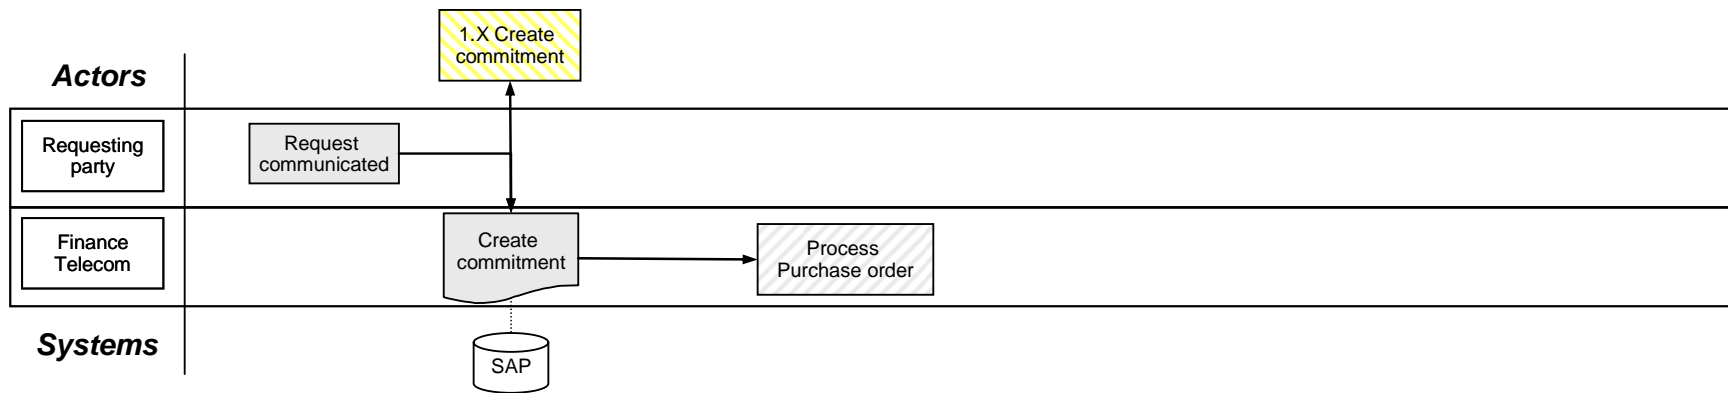 1.X Create
commitment
Actors
Requesting
party
Request
communicated
Finance
Telecom
Create
commitment
Process
Purchase order
Systems
SAP